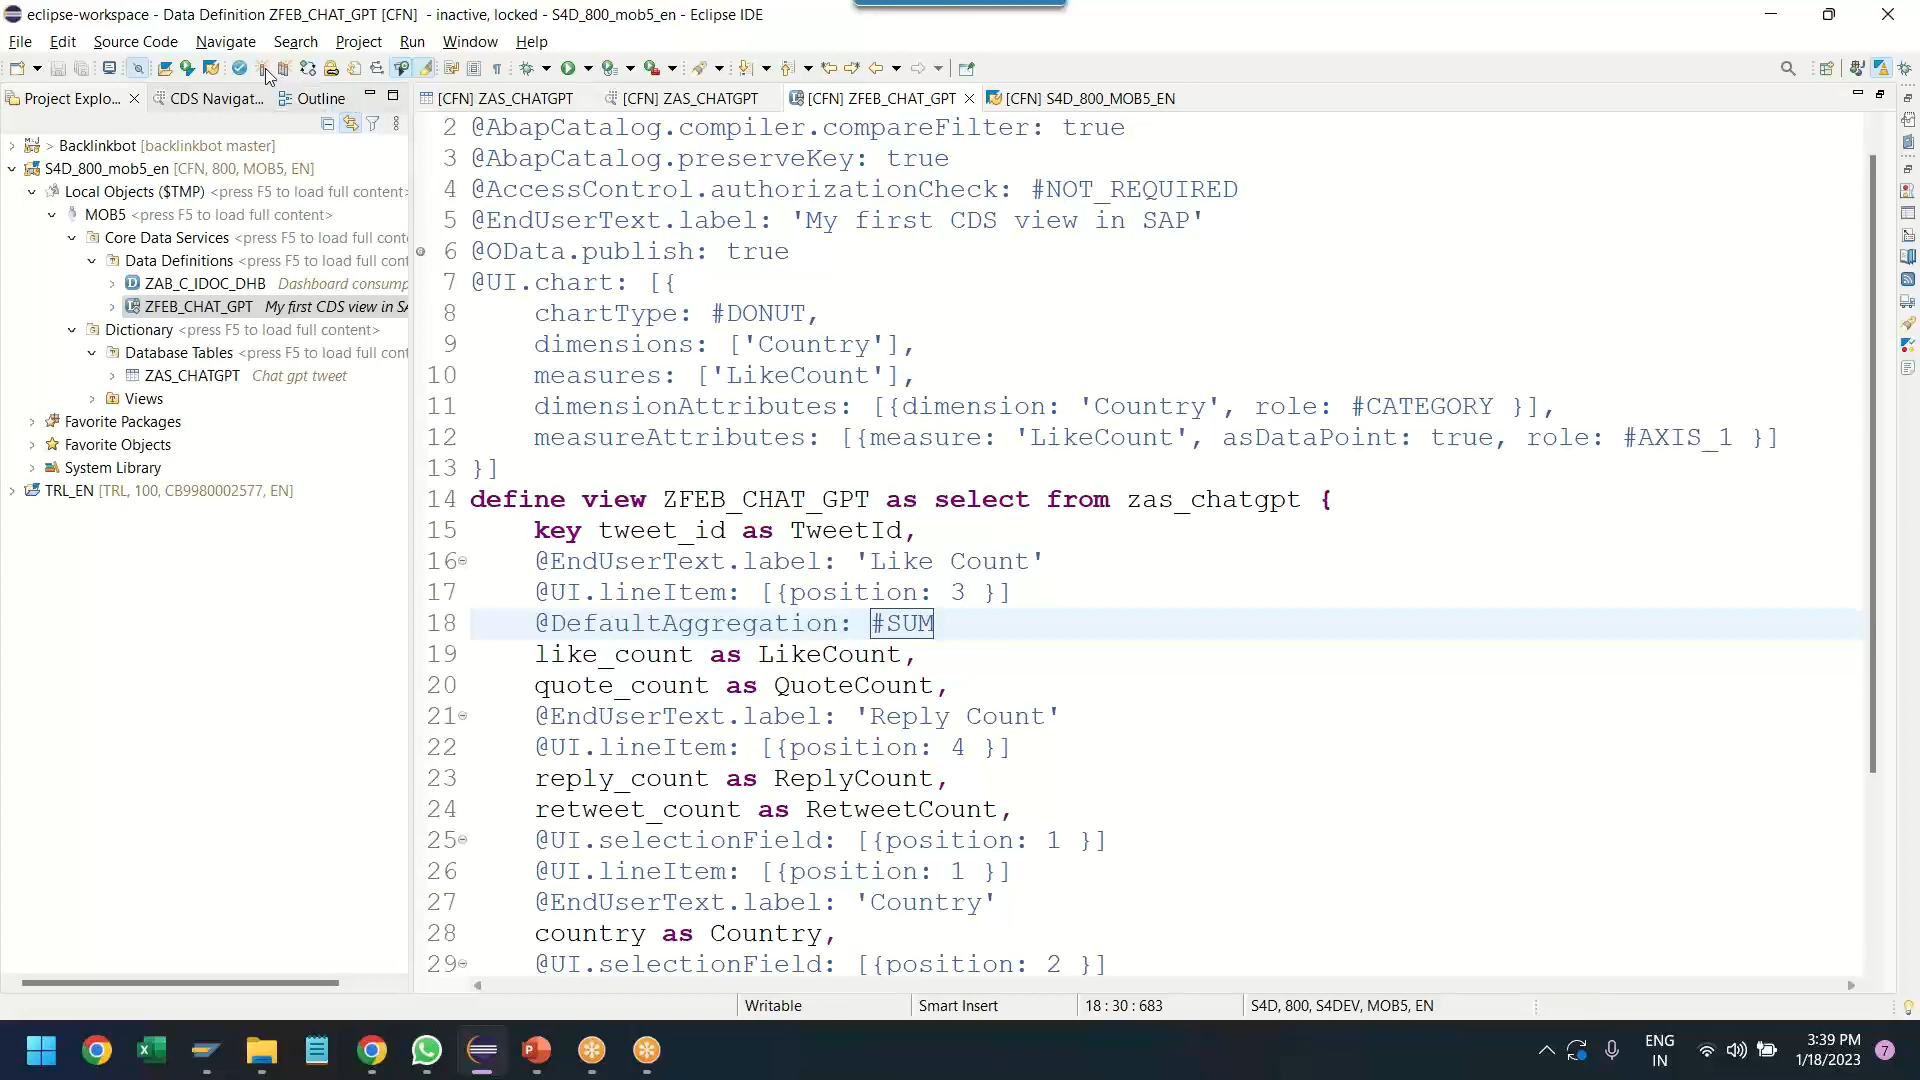 eclipse-workspace - Data Definition ZFEB_CHAT_GPT [CFN] - inactive, locked - S4D_800_mob5_en - Eclipse IDE
File Edit Source Code Navigate Search Project Run Window Help
Project Explo... CDS Navigat... Outline
[CFN] ZAS_CHATGPT [CFN] ZAS_CHATGPT [CFN] ZFEB_CHAT_GPT [CFN] S4D_800_MOB5_EN
> Backlinkbot [backlinkbot master]
S4D_800_mob5_en [CFN, 800, MOB5, EN]
Local Objects ($TMP) <press F5 to load full content>
MOB5 <press F5 to load full content>
Core Data Services <press F5 to load full cont
Data Definitions <press F5 to load full cont
ZAB_C_IDOC_DHB Dashboard consump
ZFEB_CHAT_GPT My first CDS view in SA
Dictionary <press F5 to load full content>
Database Tables <press F5 to load full cont
ZAS_CHATGPT Chat gpt tweet
Views
Favorite Packages
Favorite Objects
System Library
TRL_EN [TRL, 100, CB9980002577, EN]
2 @AbapCatalog.compiler.compareFilter: true
3 @AbapCatalog.preserveKey: true
4 @AccessControl.authorizationCheck: #NOT_REQUIRED
5 @EndUserText.label: 'My first CDS view in SAP'
6 @OData.publish: true
7 @UI.chart: [{
8 chartType: #DONUT,
9 dimensions: ['Country'],
10 measures: ['LikeCount'],
11 dimensionAttributes: [{dimension: 'Country', role: #CATEGORY }],
12 measureAttributes: [{measure: 'LikeCount', asDataPoint: true, role: #AXIS_1 }]
13 }]
14 define view ZFEB_CHAT_GPT as select from zas_chatgpt {
15 key tweet_id as TweetId,
16 @EndUserText.label: 'Like Count'
17 @UI.lineItem: [{position: 3 }]
18 @DefaultAggregation: #SUM
19 like_count as LikeCount,
20 quote_count as QuoteCount,
21 @EndUserText.label: 'Reply Count'
22 @UI.lineItem: [{position: 4 }]
23 reply_count as ReplyCount,
24 retweet_count as RetweetCount,
25 @UI.selectionField: [{position: 1 }]
26 @UI.lineItem: [{position: 1 }]
27 @EndUserText.label: 'Country'
28 country as Country,
29 @UI.selectionField: [{position: 2 }]
Writable Smart Insert 18 : 30 : 683 S4D, 800, S4DEV, MOB5, EN
ENG
IN
3:39 PM
1/18/2023
7